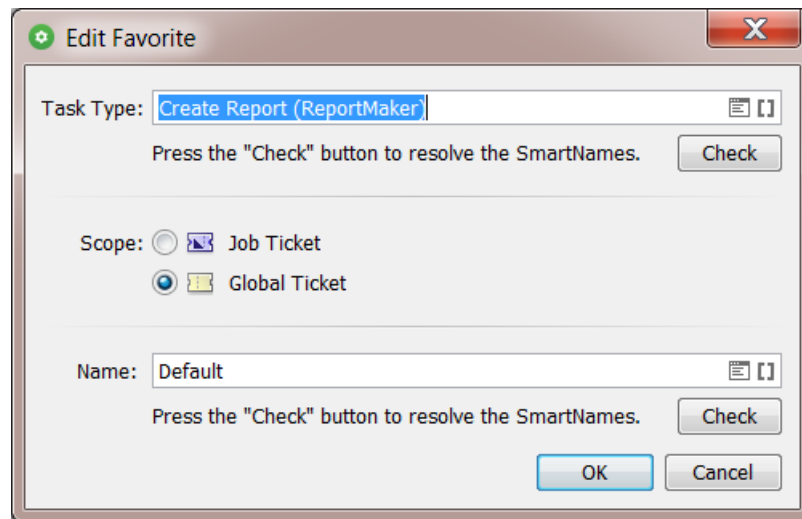 Edit Favorite
Task Type: Create Report (ReportMaker)
Press the "Check" button to resolve the SmartNames. Check
Scope: Job Ticket
Global Ticket
Name: Default
Press the "Check" button to resolve the SmartNames. Check
OK Cancel